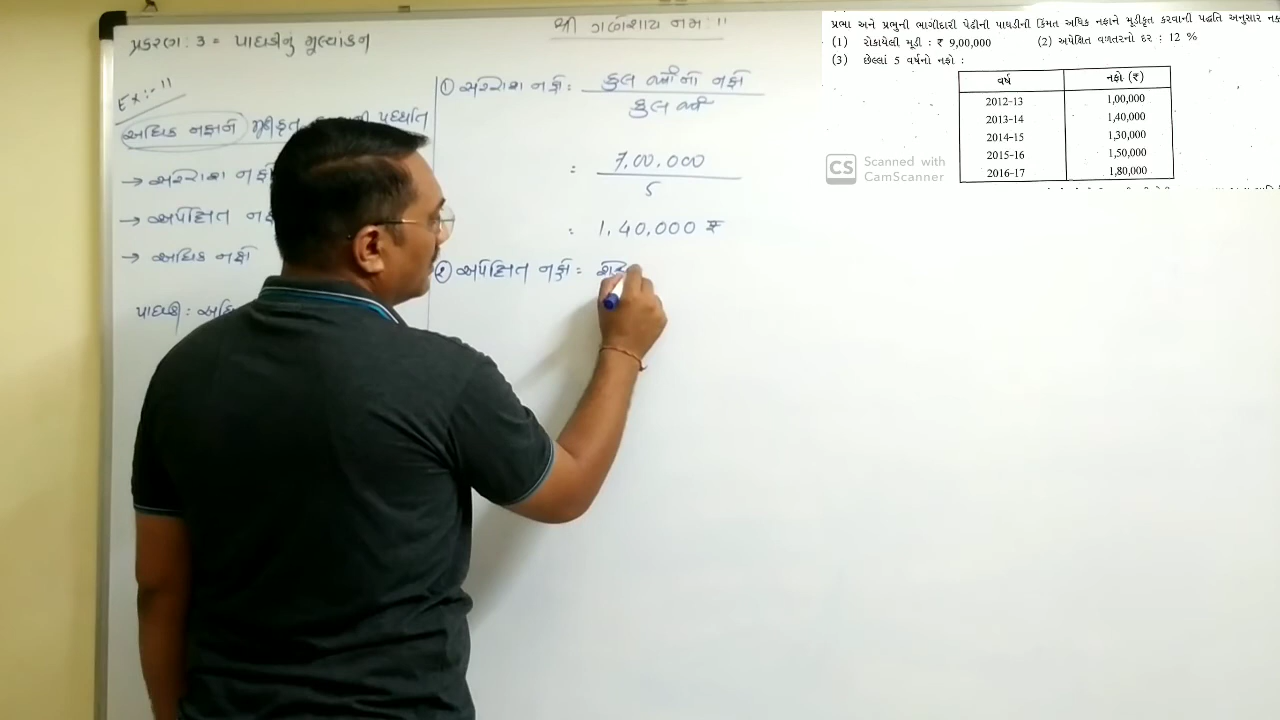 શ્રી ગણેશાય નમઃ ॥
પ્રકરણ : 3 = પાઘડીનું મૂલ્યાંકન
Ex:- 11
અધિક નફાને મૂડીકૃત પદ્ધતિ
→ સરેરાશ નફો
→ અપેક્ષિત નફો
→ અધિક નફો
પાઘડી :
① સરેરાશ નફો = કુલ વર્ષોનો નફો
કુલ વર્ષ
= 7,00,000
5
= 1,40,000 ₹
② અપેક્ષિત નફો =
પ્રભા અને પ્રભુની ભાગીદારી પેઢીની પાઘડીની કિંમત અધિક નફાને મૂડીકૃત કરવાની પદ્ધતિ અનુસાર
(1) રોકાયેલી મૂડી : ₹ 9,00,000 (2) અપેક્ષિત વળતરનો દર : 12 %
(3) છેલ્લાં 5 વર્ષનો નફો :
વર્ષ નફો (₹)
2012-13 1,00,000
2013-14 1,40,000
2014-15 1,30,000
2015-16 1,50,000
2016-17 1,80,000
CS Scanned with
CamScanner